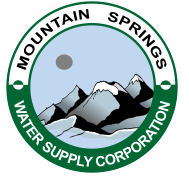 MOUNTAIN SPRINGS
WATER SUPPLY CORPORATION